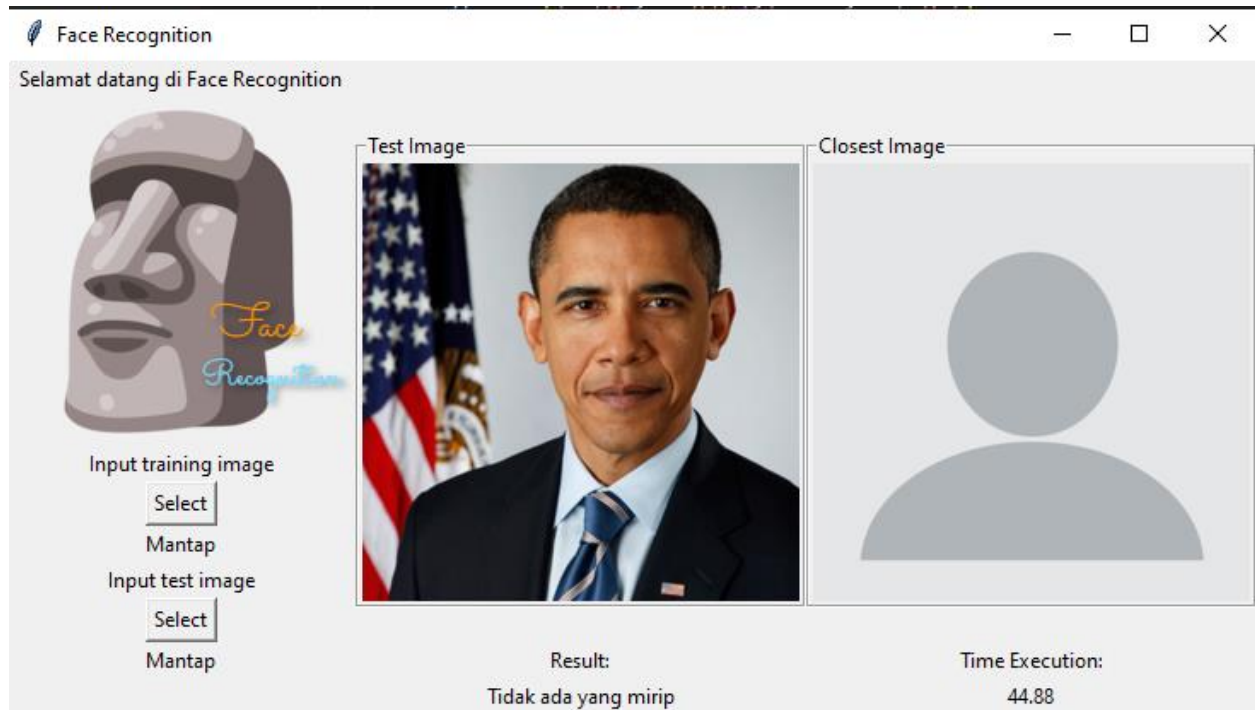 Face Recognition
Selamat datang di Face Recognition
Face
Recognition
Input training image
Select
Mantap
Input test image
Select
Mantap
Test Image
Closest Image
Result:
Tidak ada yang mirip
Time Execution:
44.88